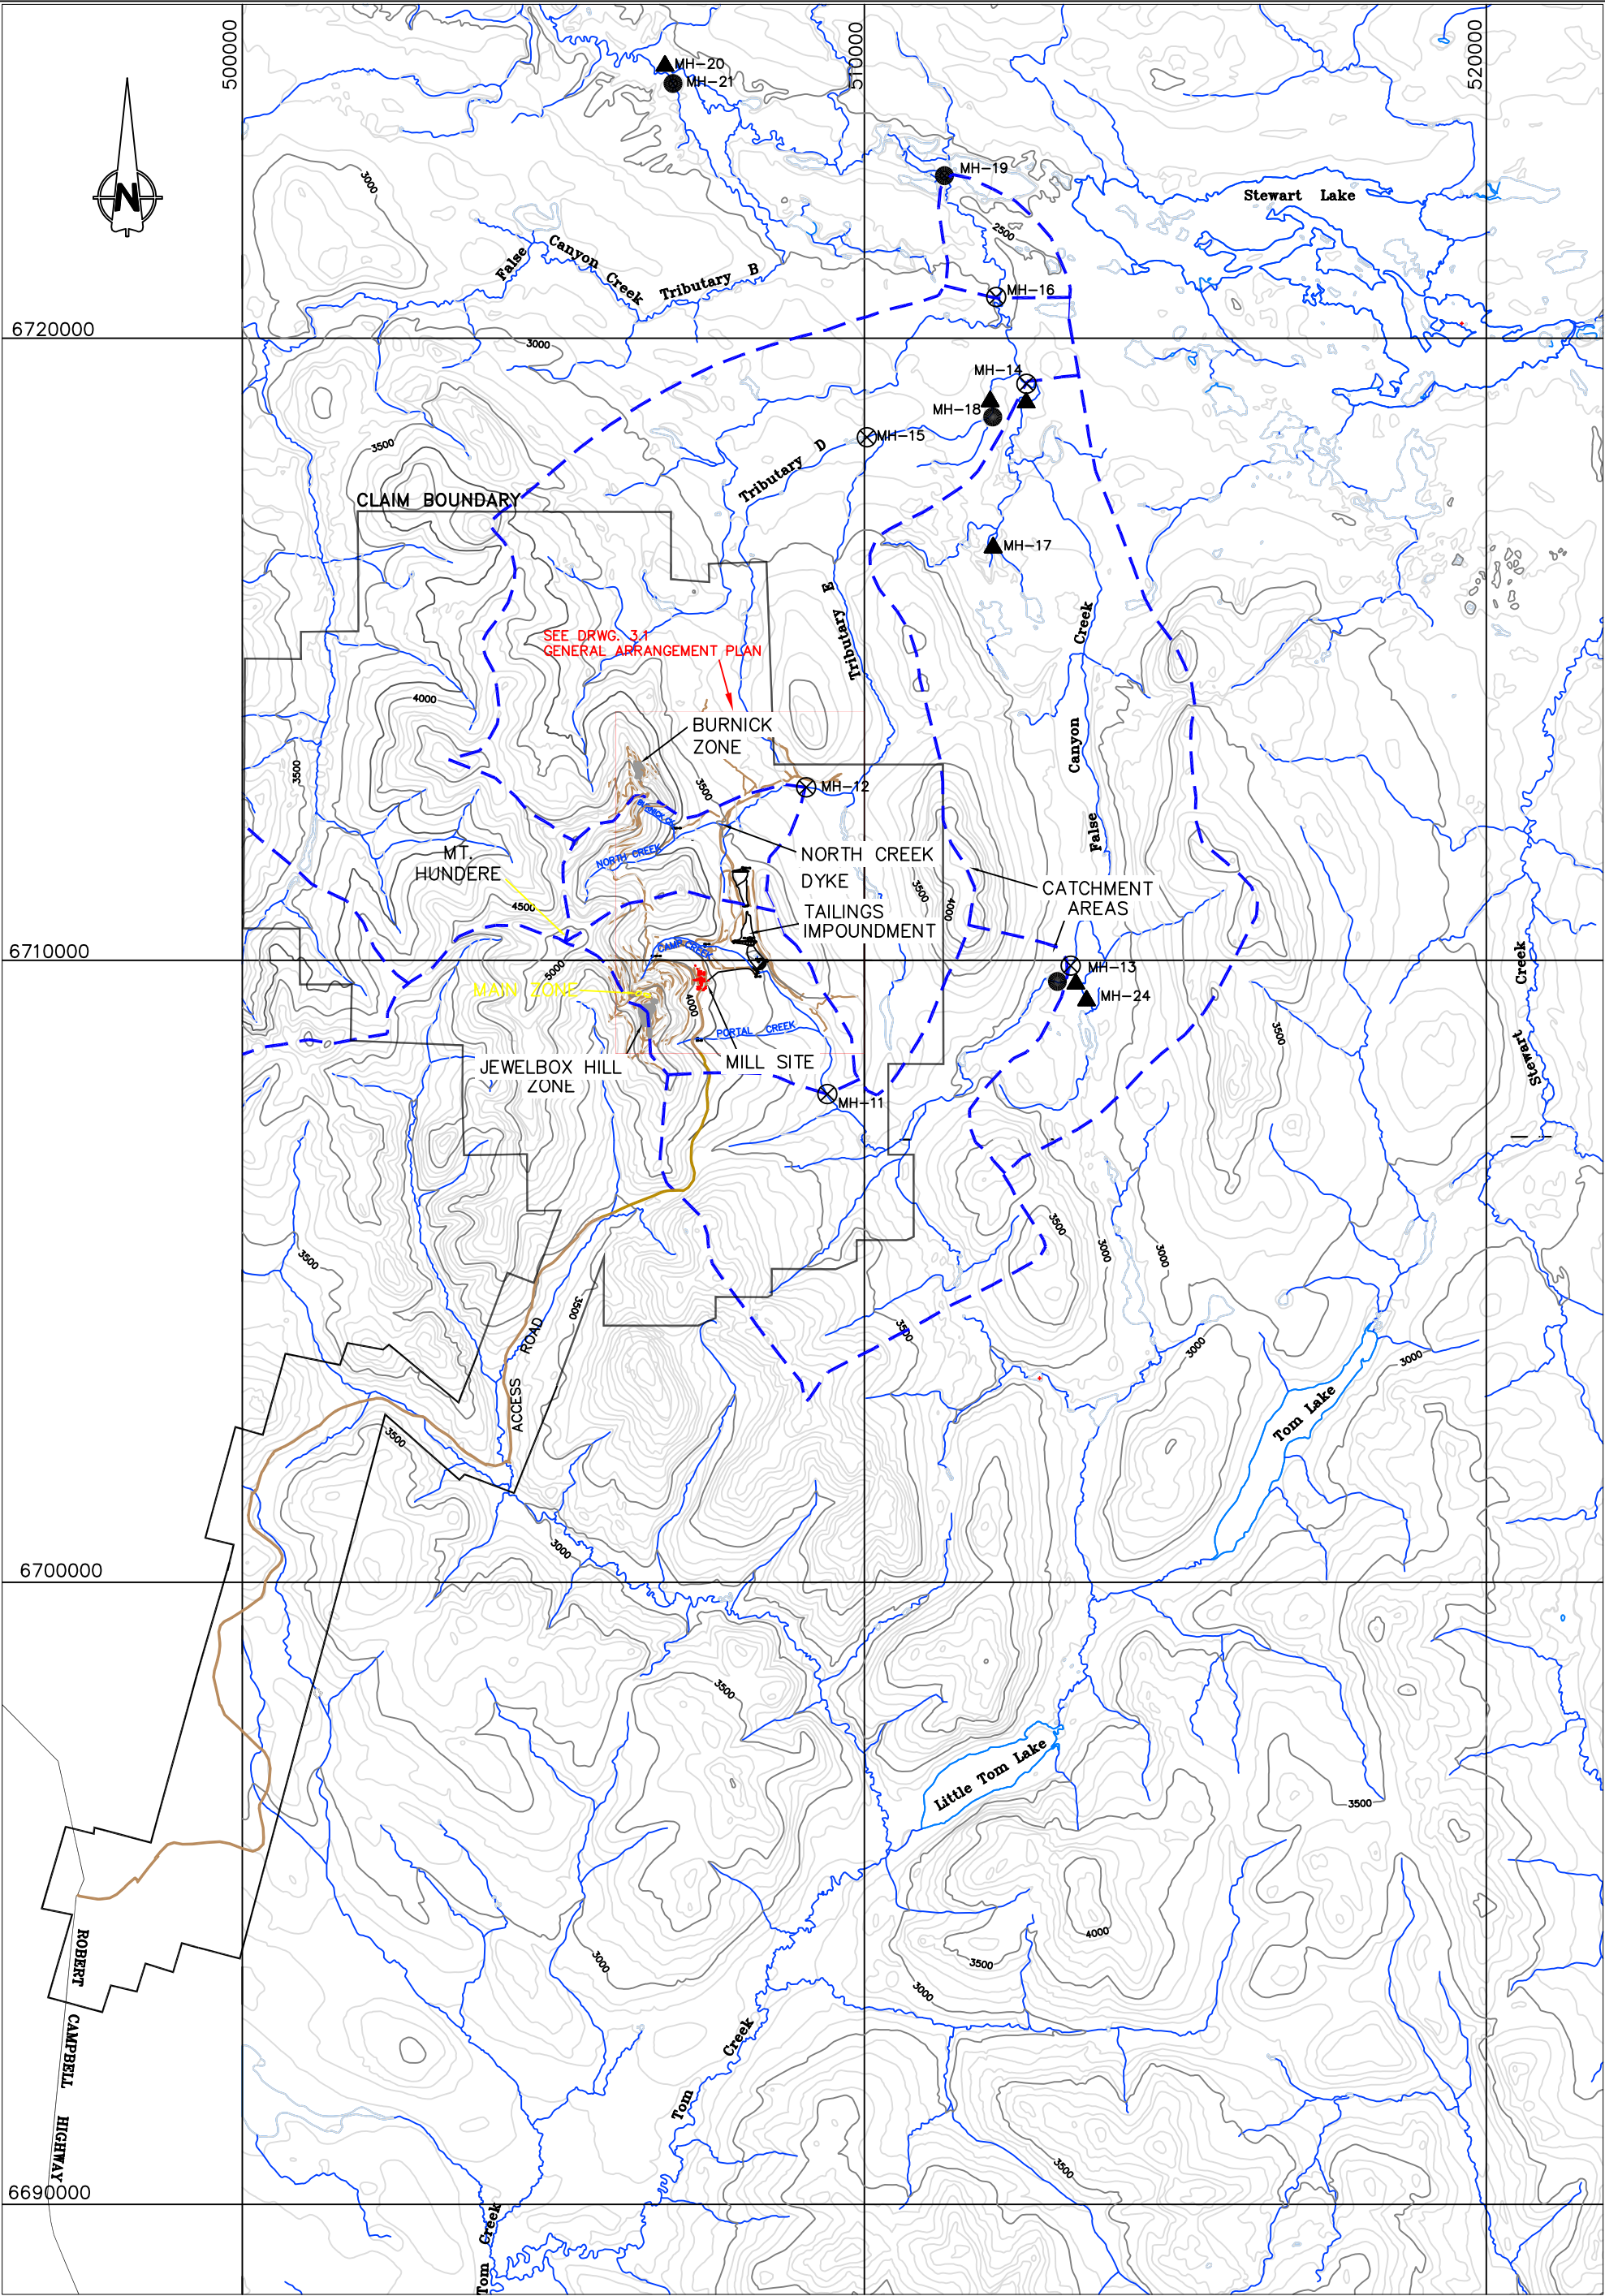 500000
510000
520000
MH-20
MH-21
N
MH-19
3000
Stewart Lake
2500
False
Canyon Creek
Tributary B
MH-16
6720000
3000
MH-14
MH-18
MH-15
3500
Tributary D
CLAIM BOUNDARY
MH-17
Tributary E
SEE DRWG. 3.1
GENERAL ARRANGEMENT PLAN
Creek
4000
BURNICK
ZONE
Canyon
3500
3500
MH-12
BURNICK CK.
False
NORTH CREEK
NORTH CREEK
DYKE
MT.
HUNDERE
3500
4000
CATCHMENT
AREAS
4500
TAILINGS
IMPOUNDMENT
CAMP CREEK
6710000
5000
MH-13
MAIN ZONE
4000
MH-24
Creek
PORTAL CREEK
3500
Stewart
JEWELBOX HILL
ZONE
MILL SITE
MH-11
3500
3500
3000
3000
3500
3500
ROAD
3000
3000
ACCESS
Tom Lake
3500
3000
6700000
3500
Little Tom Lake
3500
4000
ROBERT
CAMPBELL
HIGHWAY
3000
3500
3000
Creek
Tom
3500
6690000
Creek
Tom